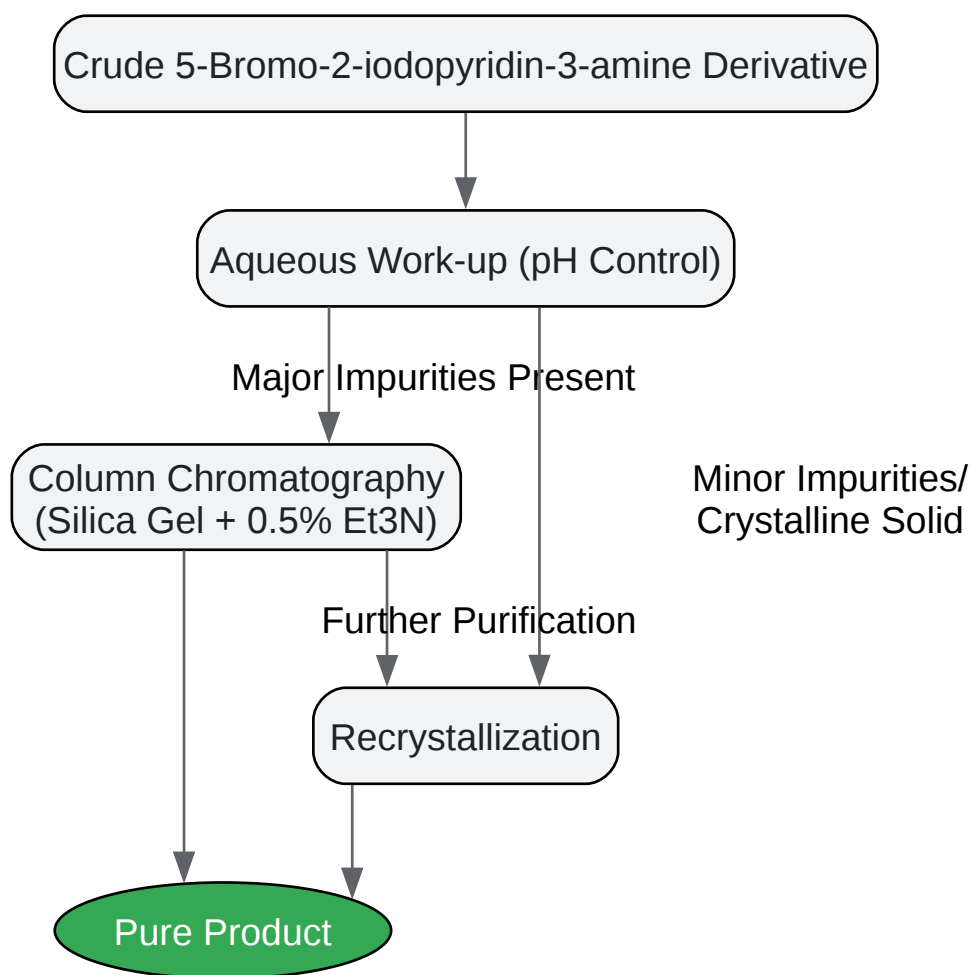 Crude 5-Bromo-2-iodopyridin-3-amine Derivative
Aqueous Work-up (pH Control)
Major Impurities Present
Column Chromatography
(Silica Gel + 0.5% Et3N)
Minor Impurities/
Crystalline Solid
Further Purification
Recrystallization
Pure Product